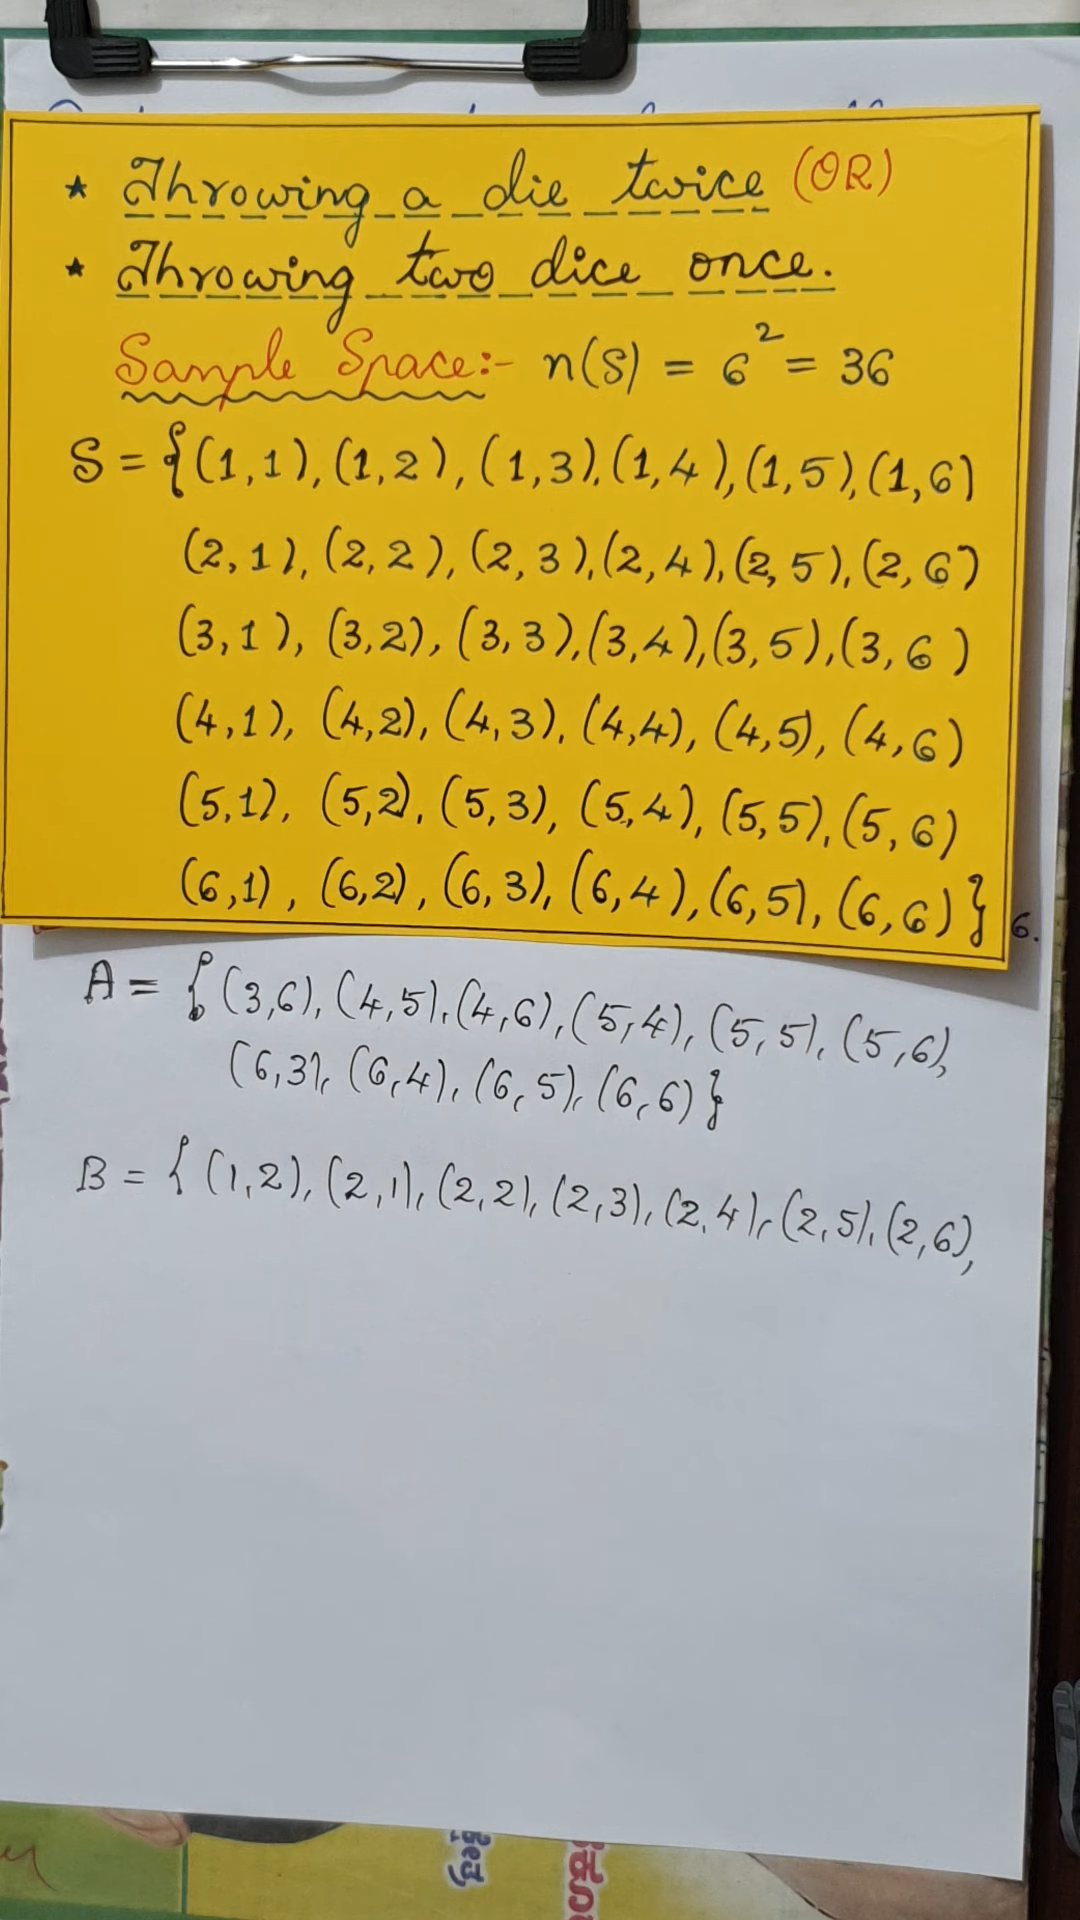 ★ Throwing a die twice (OR)
★ Throwing two dice once.
Sample Space:- n(S) = 6² = 36
S = {(1,1), (1,2), (1,3), (1,4), (1,5), (1,6)
(2,1), (2,2), (2,3), (2,4), (2,5), (2,6)
(3,1), (3,2), (3,3), (3,4), (3,5), (3,6)
(4,1), (4,2), (4,3), (4,4), (4,5), (4,6)
(5,1), (5,2), (5,3), (5,4), (5,5), (5,6)
(6,1), (6,2), (6,3), (6,4), (6,5), (6,6)}
6.
A = {(3,6), (4,5), (4,6), (5,4), (5,5), (5,6),
(6,3), (6,4), (6,5), (6,6)}
B = {(1,2), (2,1), (2,2), (2,3), (2,4), (2,5), (2,6),